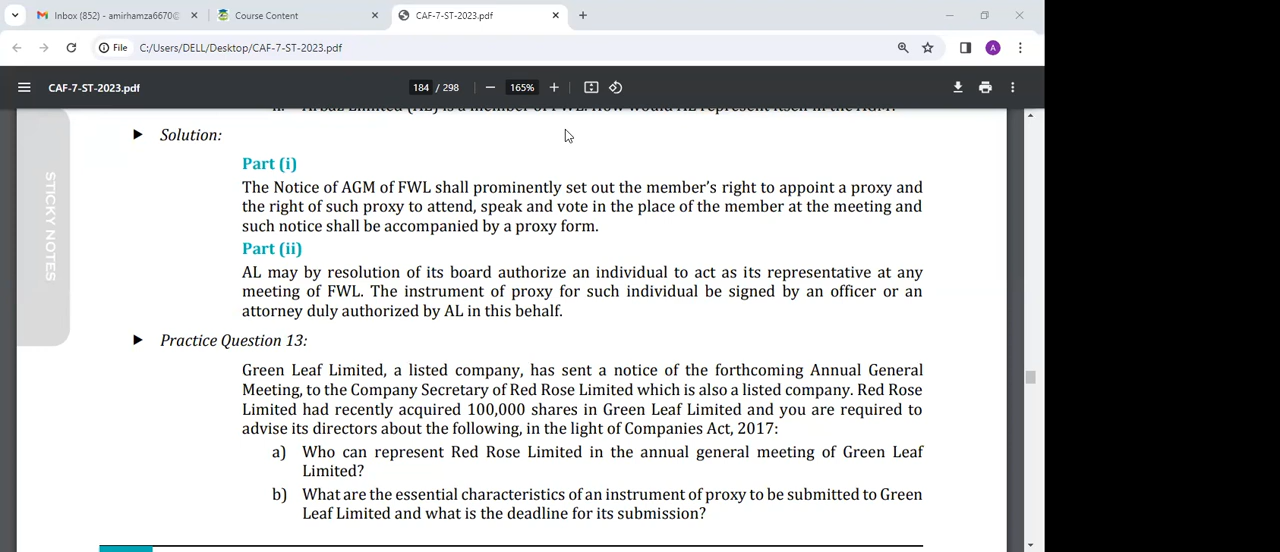 Inbox (852) - amirhamza6670@
Course Content
CAF-7-ST-2023.pdf
File
C:/Users/DELL/Desktop/CAF-7-ST-2023.pdf
A
CAF-7-ST-2023.pdf
184 / 298
165%
STICKY NOTES
Solution:
Part (i)
The Notice of AGM of FWL shall prominently set out the member's right to appoint a proxy and
the right of such proxy to attend, speak and vote in the place of the member at the meeting and
such notice shall be accompanied by a proxy form.
Part (ii)
AL may by resolution of its board authorize an individual to act as its representative at any
meeting of FWL. The instrument of proxy for such individual be signed by an officer or an
attorney duly authorized by AL in this behalf.
Practice Question 13:
Green Leaf Limited, a listed company, has sent a notice of the forthcoming Annual General
Meeting, to the Company Secretary of Red Rose Limited which is also a listed company. Red Rose
Limited had recently acquired 100,000 shares in Green Leaf Limited and you are required to
advise its directors about the following, in the light of Companies Act, 2017:
a) Who can represent Red Rose Limited in the annual general meeting of Green Leaf
Limited?
b) What are the essential characteristics of an instrument of proxy to be submitted to Green
Leaf Limited and what is the deadline for its submission?